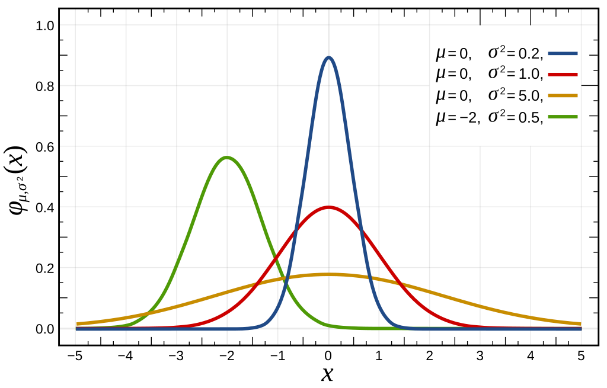 1.0
0.8
0.6
0.4
0.2
0.0
φμ,σ²(x)
μ=0, σ²=0.2,
μ=0, σ²=1.0,
μ=0, σ²=5.0,
μ=−2, σ²=0.5,
−5 −4 −3 −2 −1 0 1 2 3 4 5
x